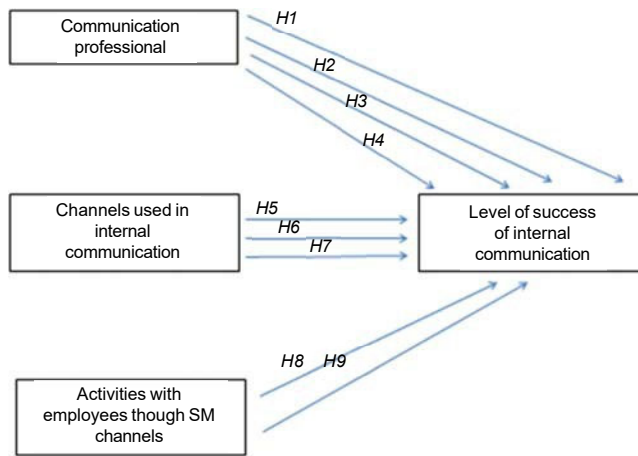 Communication
professional
H1
H2
H3
H4
Channels used in
internal
communication
H5
H6
H7
Level of success
of internal
communication
H8 H9
Activities with
employees though SM
channels